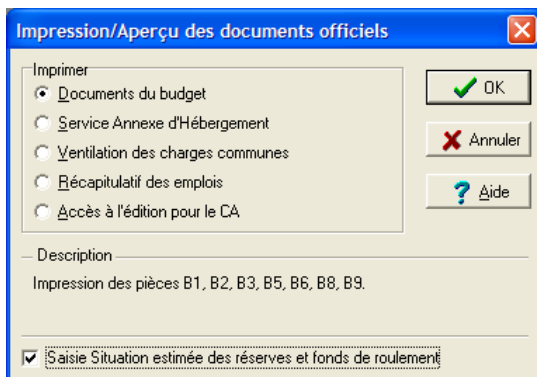 Impression/Aperçu des documents officiels
Imprimer
Documents du budget
Service Annexe d'Hébergement
Ventilation des charges communes
Récapitulatif des emplois
Accès à l'édition pour le CA
OK
Annuler
Aide
Description
Impression des pièces B1, B2, B3, B5, B6, B8, B9.
Saisie Situation estimée des réserves et fonds de roulement